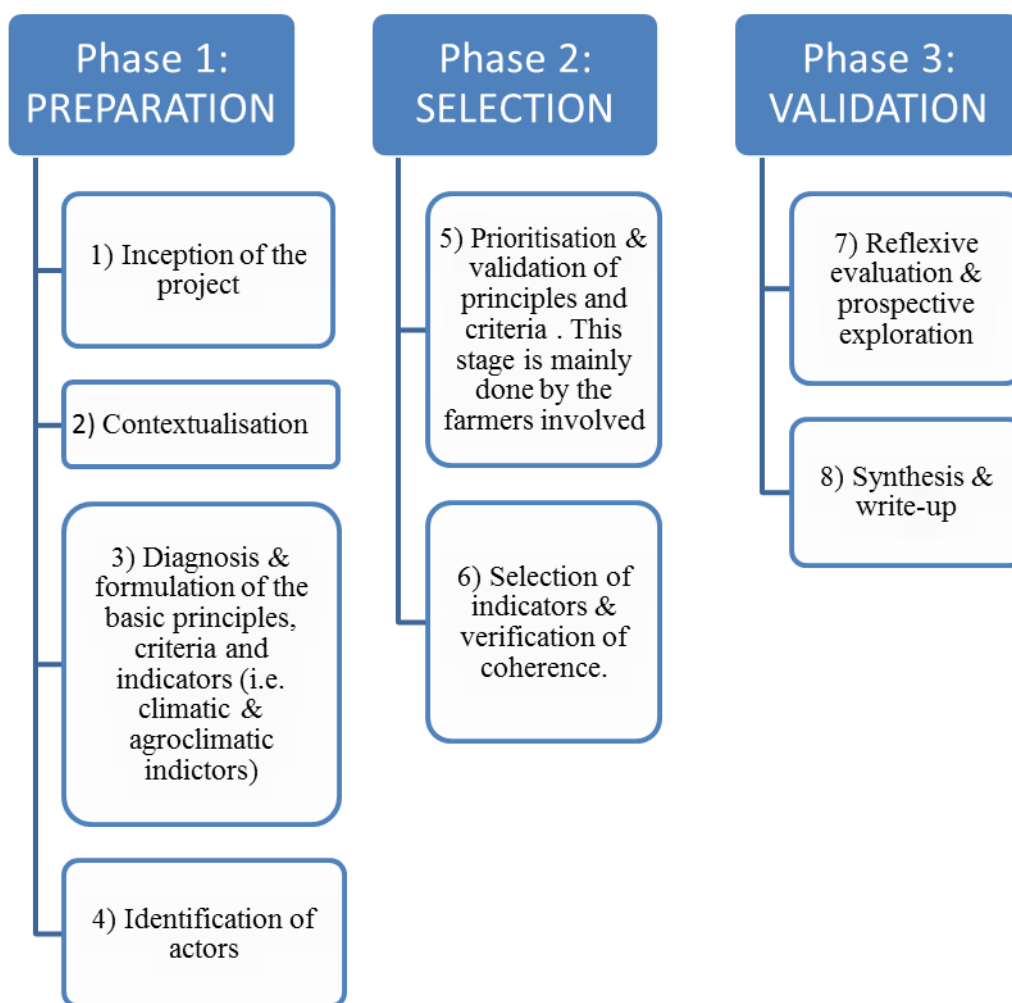 Phase 1:
PREPARATION
1) Inception of the
project
2) Contextualisation
3) Diagnosis &
formulation of the
basic principles,
criteria and
indicators (i.e.
climatic &
agroclimatic
indictors)
4) Identification of
actors
Phase 2:
SELECTION
5) Prioritisation &
validation of
principles and
criteria . This
stage is mainly
done by the
farmers involved
6) Selection of
indicators &
verification of
coherence.
Phase 3:
VALIDATION
7) Reflexive
evaluation &
prospective
exploration
8) Synthesis &
write-up